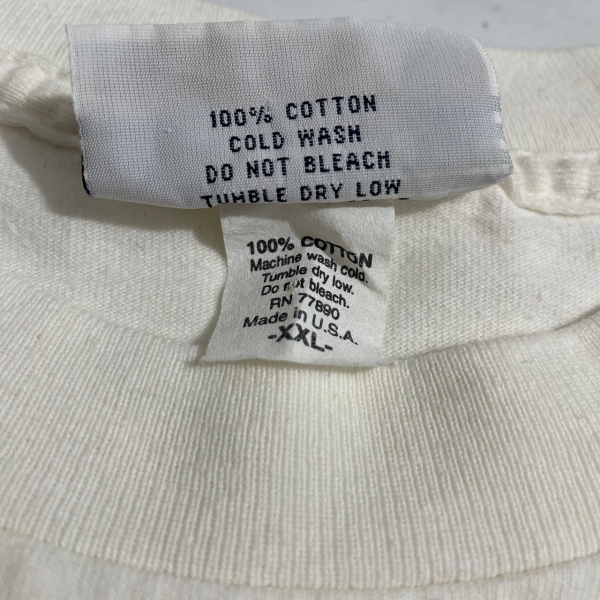 100% COTTON
COLD WASH
DO NOT BLEACH
TUMBLE DRY LOW
100% COTTON
Machine wash cold.
Tumble dry low.
Do not bleach.
RN 77890
Made in U.S.A.
-XXL-